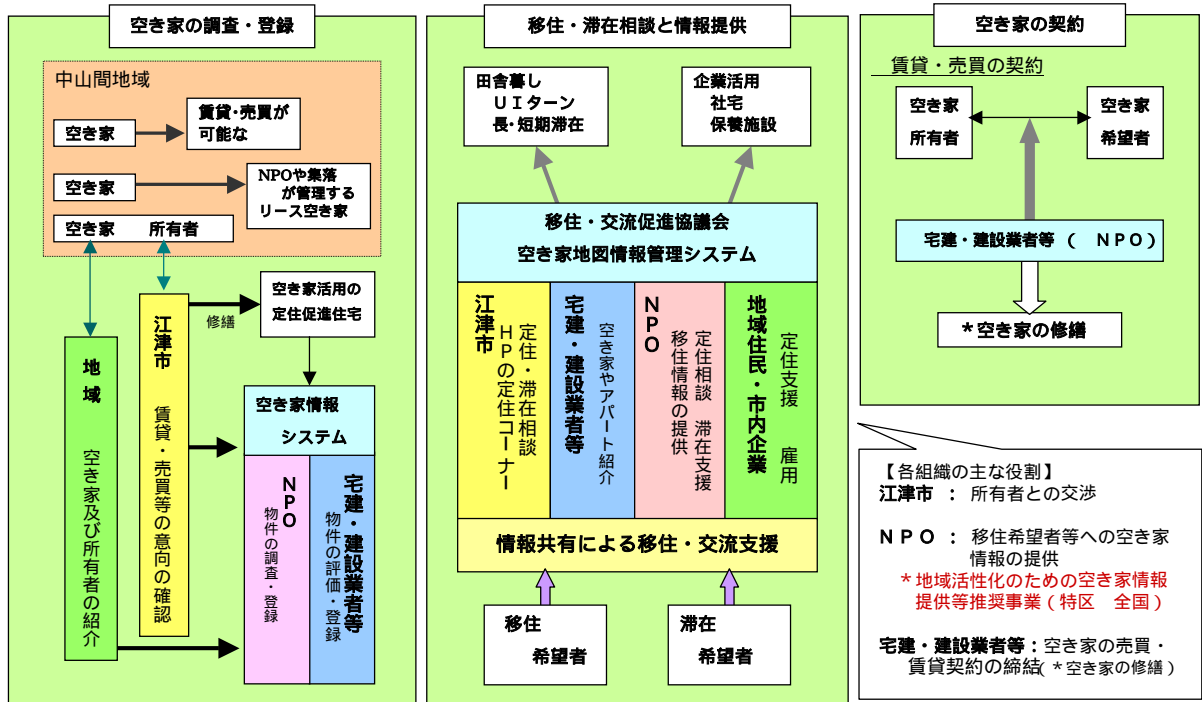 空き家の調査・登録
中山間地域
空き家
賃貸・売買が
可能な
空き家
NPOや集落
が管理する
リース空き家
空き家　所有者
江津市　賃貸・売買等の意向の確認
修繕
空き家活用の
定住促進住宅
地域　空き家及び所有者の紹介
空き家情報
システム
NPO
物件の調査・登録
宅建・建設業者等
物件の評価・登録
移住・滞在相談と情報提供
田舎暮し
ＵＩターン
長・短期滞在
企業活用
社宅
保養施設
移住・交流促進協議会
空き家地図情報管理システム
江津市
定住・滞在相談
ＨＰの定住コーナー
宅建・建設業者等
空き家やアパート紹介
NPO
定住相談　滞在支援
移住情報の提供
地域住民・市内企業
定住支援　雇用
情報共有による移住・交流支援
移住
希望者
滞在
希望者
空き家の契約
賃貸・売買の契約
空き家
所有者
空き家
希望者
宅建・建設業者等（　ＮＰＯ）
＊空き家の修繕
【各組織の主な役割】
江津市　：　所有者との交渉
ＮＰＯ　：　移住希望者等への空き家
情報の提供
＊地域活性化のための空き家情報
提供等推奨事業（特区　全国）
宅建・建設業者等：空き家の売買・
賃貸契約の締結（＊空き家の修繕）